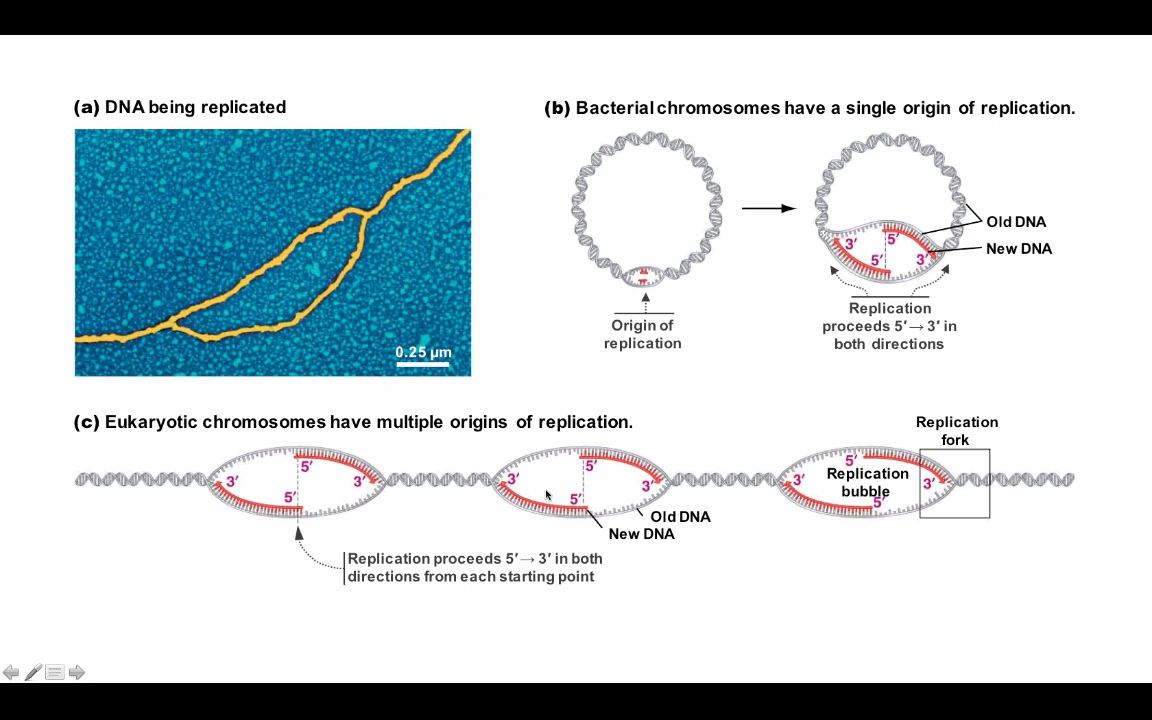 (a) DNA being replicated
0.25 µm
(b) Bacterial chromosomes have a single origin of replication.
Origin of
replication
3′
5′
5′
3′
Old DNA
New DNA
Replication
proceeds 5′→ 3′ in
both directions
(c) Eukaryotic chromosomes have multiple origins of replication.
Replication
fork
5′
3′
3′
5′
5′
3′
3′
5′
5′
Replication
bubble
3′
3′
5′
Old DNA
New DNA
Replication proceeds 5′→ 3′ in both
directions from each starting point